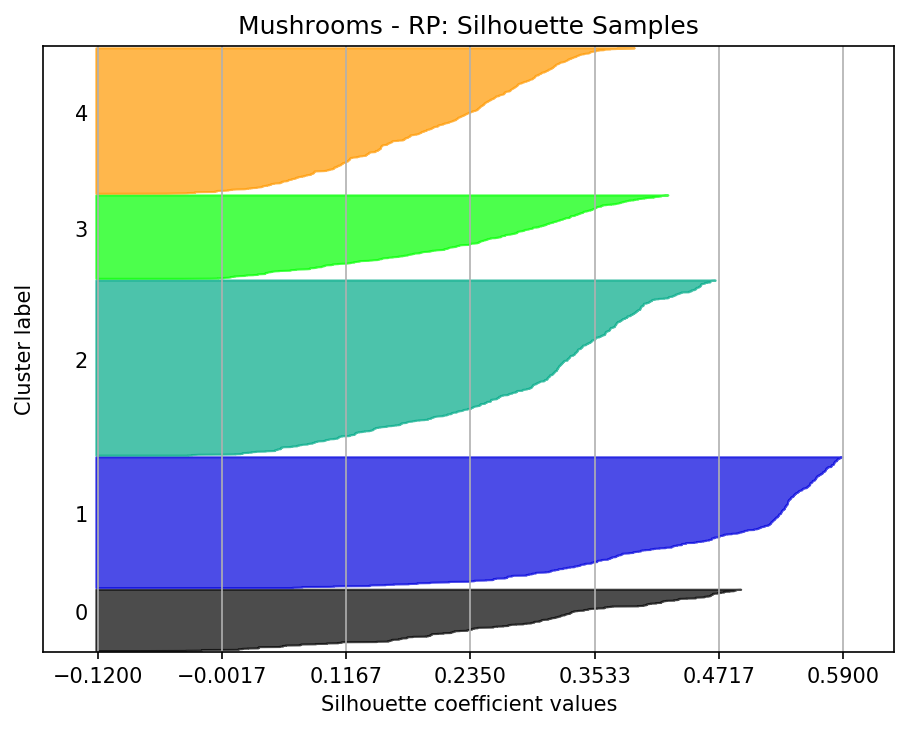 Mushrooms - RP: Silhouette Samples
4
3
2
1
0
Cluster label
−0.1200 −0.0017 0.1167 0.2350 0.3533 0.4717 0.5900
Silhouette coefficient values